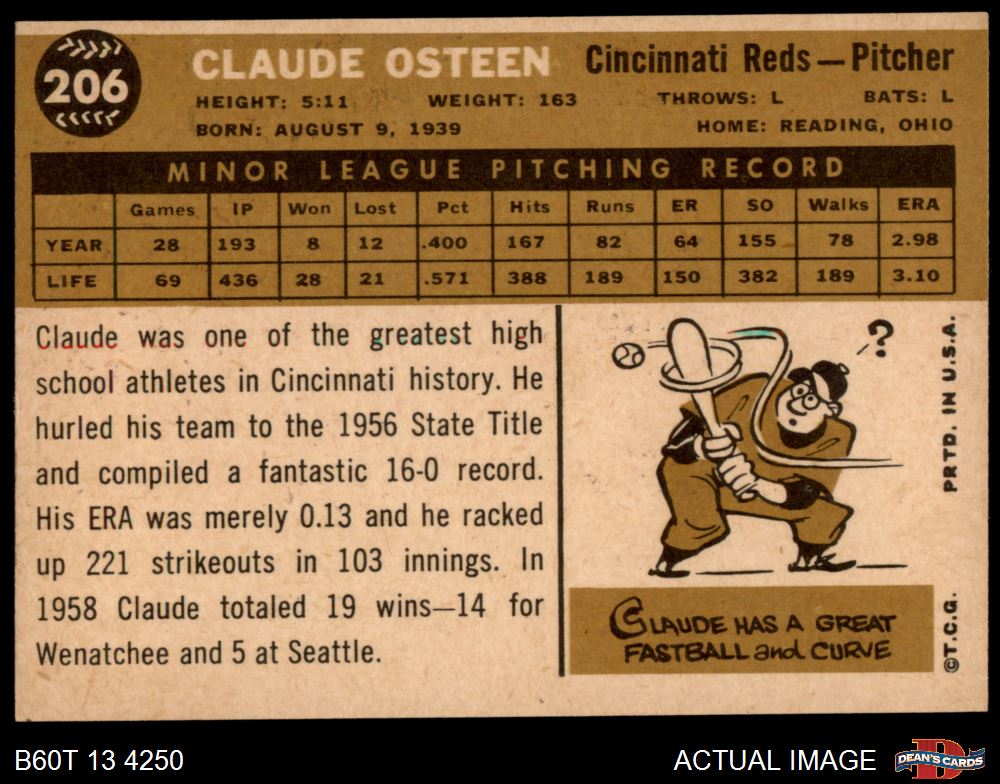 206
CLAUDE OSTEEN Cincinnati Reds—Pitcher
HEIGHT: 5:11 WEIGHT: 163 THROWS: L BATS: L
BORN: AUGUST 9, 1939 HOME: READING, OHIO
MINOR LEAGUE PITCHING RECORD
Games IP Won Lost Pct Hits Runs ER SO Walks ERA
YEAR 28 193 8 12 .400 167 82 64 155 78 2.98
LIFE 69 436 28 21 .571 388 189 150 382 189 3.10
Claude was one of the greatest high
school athletes in Cincinnati history. He
hurled his team to the 1956 State Title
and compiled a fantastic 16-0 record.
His ERA was merely 0.13 and he racked
up 221 strikeouts in 103 innings. In
1958 Claude totaled 19 wins—14 for
Wenatchee and 5 at Seattle.
?
CLAUDE HAS A GREAT
FASTBALL and CURVE
PRTD. IN U.S.A.
©T.C.G.
B60T 13 4250 ACTUAL IMAGE
D
DEAN'S CARDS